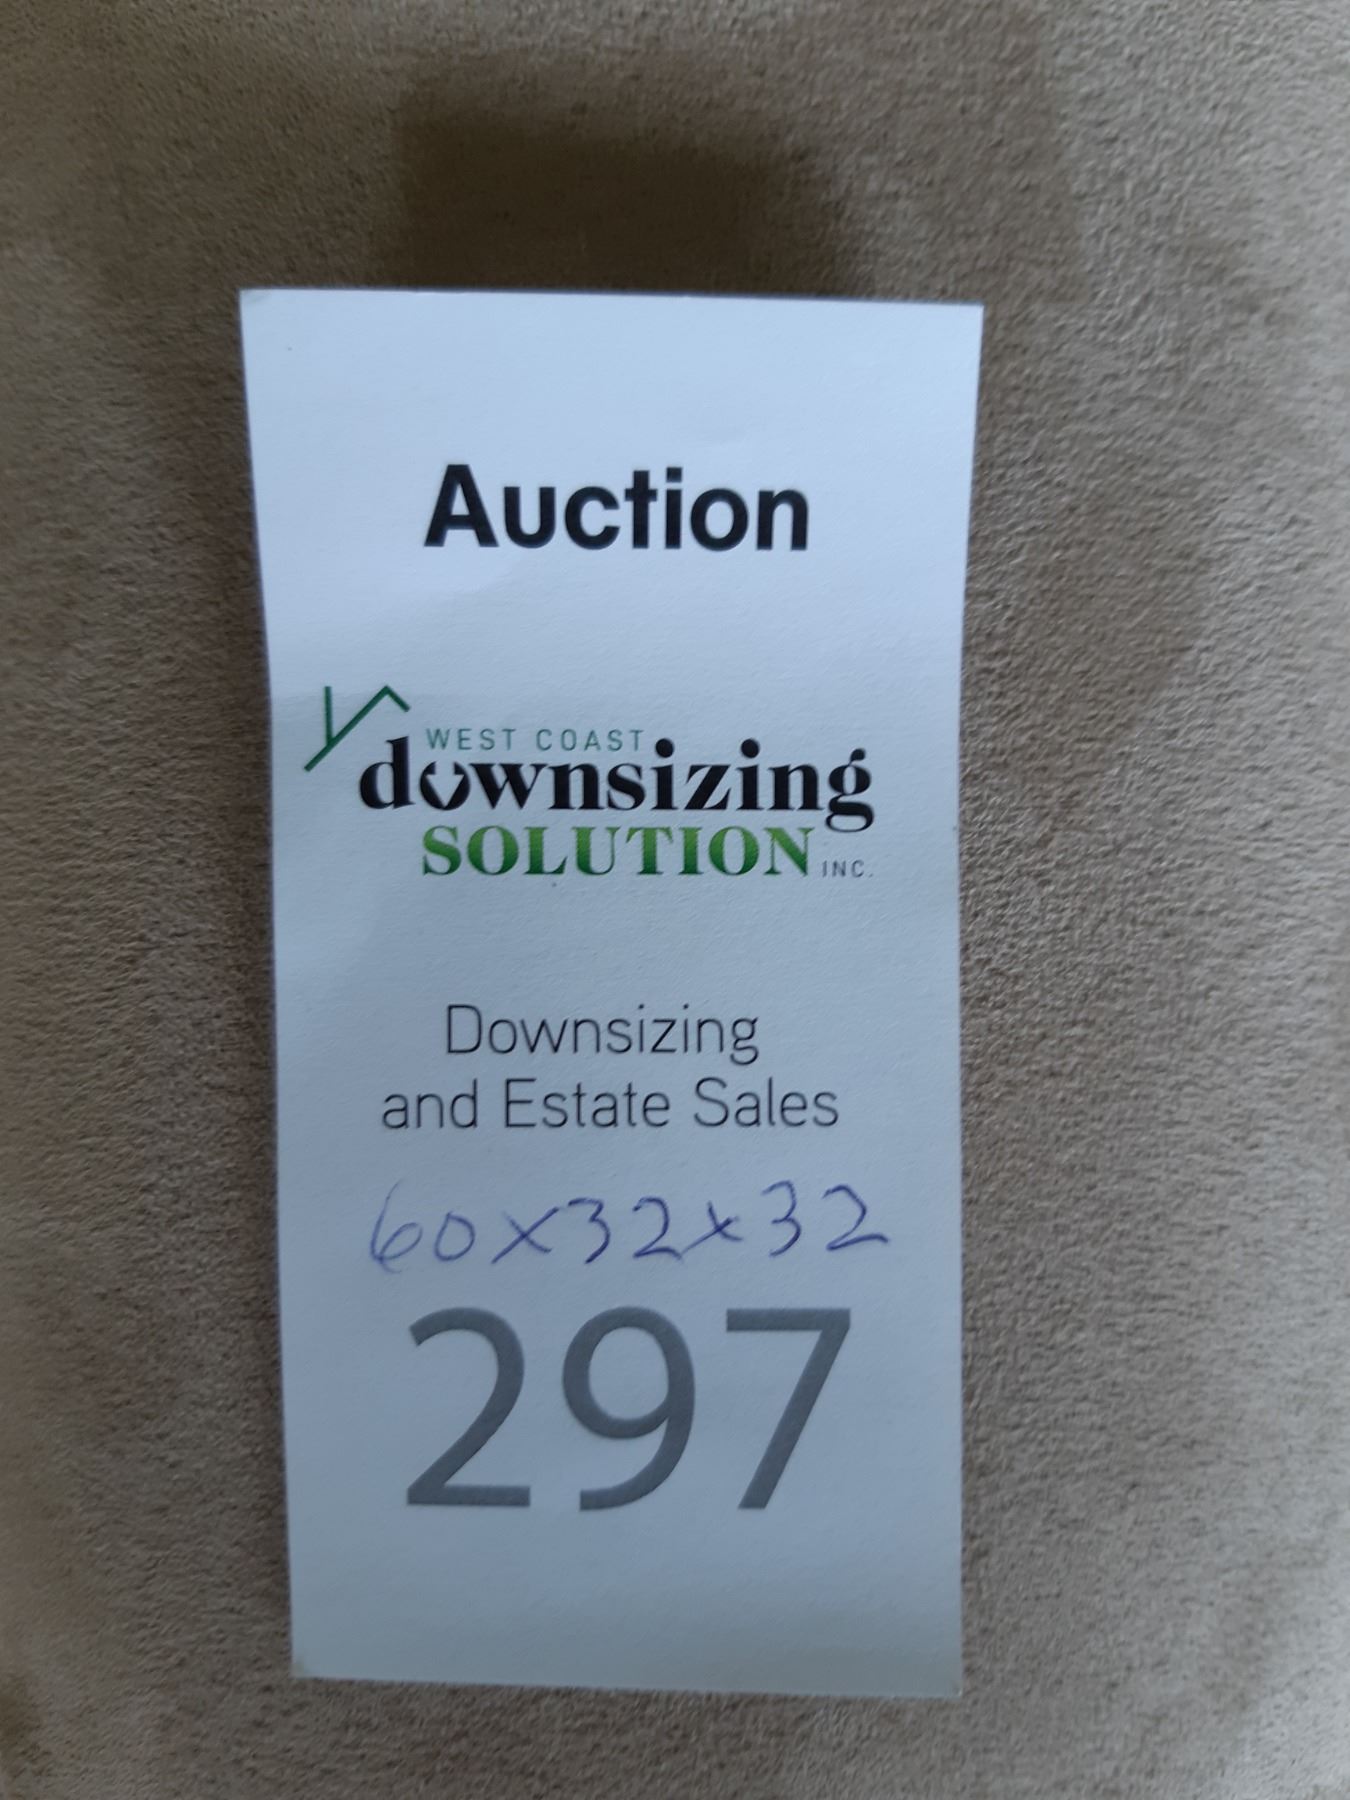 Auction
WEST COAST
downsizing
SOLUTION INC.
Downsizing
and Estate Sales
60x32x32
297